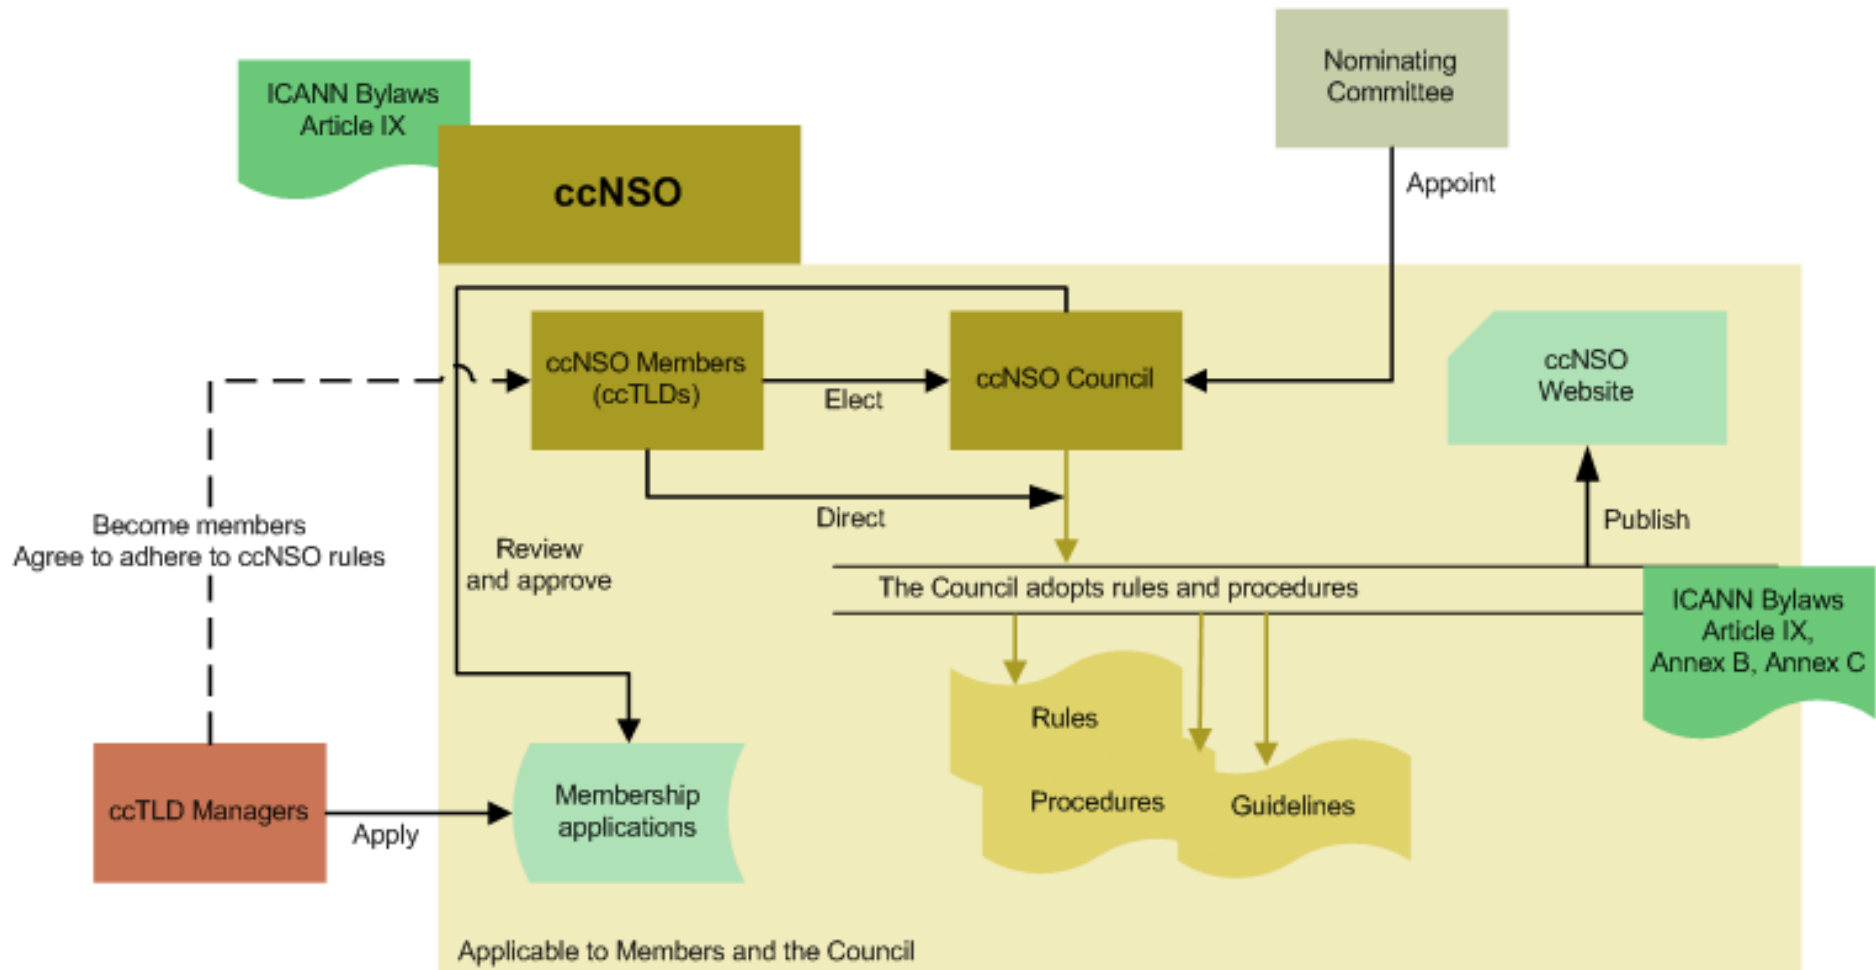 Nominating
Committee
ICANN Bylaws
Article IX
ccNSO
Appoint
ccNSO Members
(ccTLDs)
Elect
ccNSO Council
ccNSO
Website
Direct
Publish
Become members
Agree to adhere to ccNSO rules
Review
and approve
The Council adopts rules and procedures
ICANN Bylaws
Article IX,
Annex B, Annex C
Rules
Procedures
Guidelines
ccTLD Managers
Apply
Membership
applications
Applicable to Members and the Council